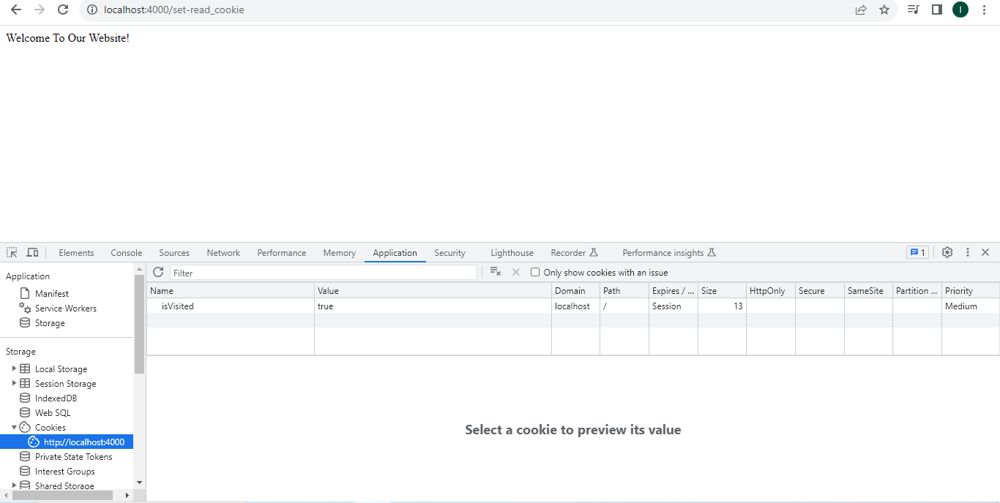 localhost:4000/set-read_cookie
I
Welcome To Our Website!
Elements Console Sources Network Performance Memory Application Security Lighthouse Recorder Performance insights 1
Application
Manifest
Service Workers
Storage
Storage
Local Storage
Session Storage
IndexedDB
Web SQL
Cookies
http://localhost:4000
Private State Tokens
Interest Groups
Shared Storage
Filter Only show cookies with an issue
Name Value Domain Path Expires / ... Size HttpOnly Secure SameSite Partition ... Priority
isVisited true localhost / Session 13 Medium
Select a cookie to preview its value